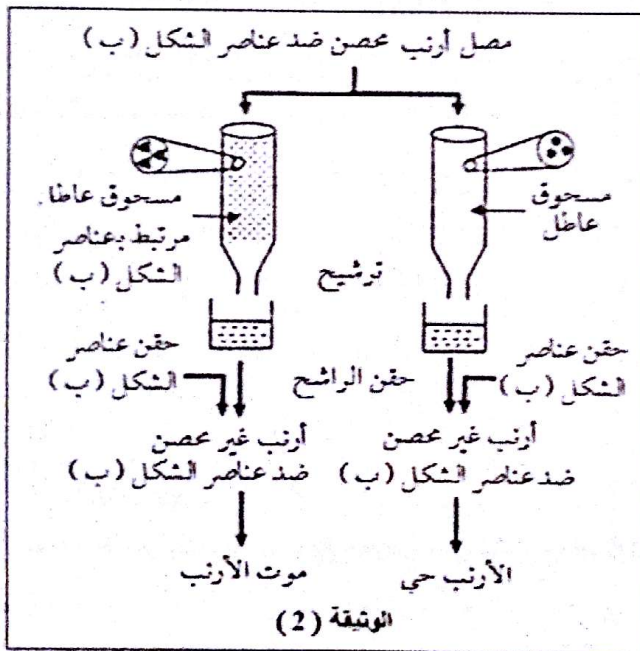 مصل أرنب محصن ضد عناصر الشكل (ب)
مسحوق عاطل
مسحوق عاطل
مرتبط بعناصر
الشكل (ب)
ترشيح
حقن عناصر
الشكل (ب)
حقن الراشح
حقن عناصر
الشكل (ب)
أرنب غير محصن
ضد عناصر الشكل (ب)
أرنب غير محصن
ضد عناصر الشكل (ب)
الأرنب حي
موت الأرنب
الوثيقة (2)